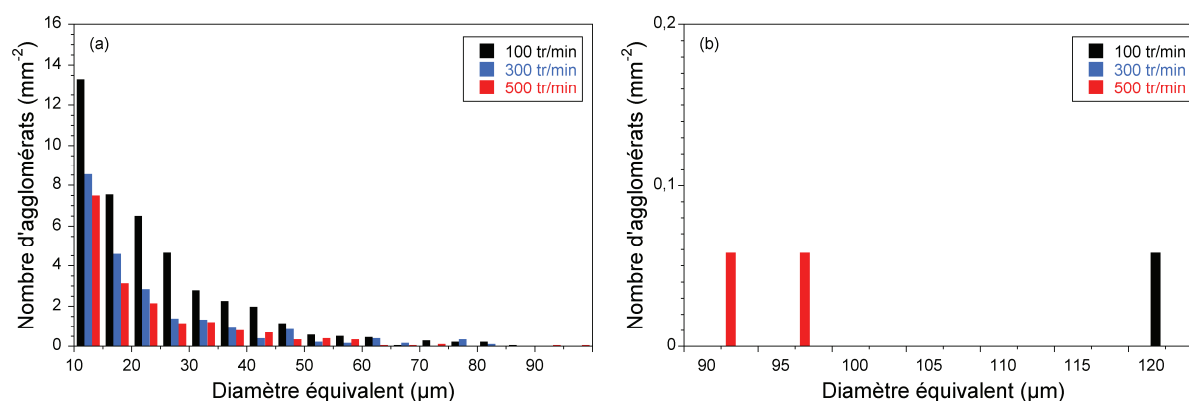 (a)
100 tr/min
300 tr/min
500 tr/min
Nombre d'agglomérats (mm-2)
16
14
12
10
8
6
4
2
0
10 20 30 40 50 60 70 80 90
Diamètre équivalent (µm)
(b)
100 tr/min
300 tr/min
500 tr/min
Nombre d'agglomérats (mm-2)
0,2
0,1
0
90 95 100 105 110 115 120
Diamètre équivalent (µm)